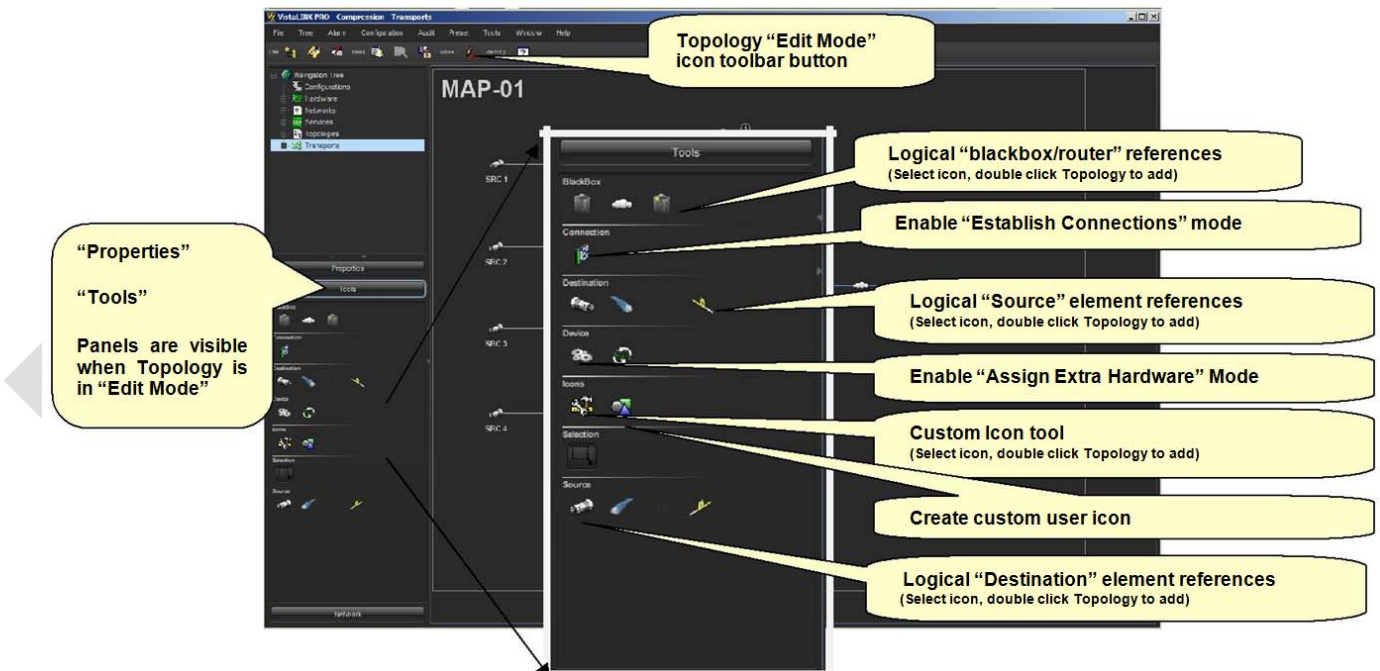 VistaLINK PRO Compression Transports
File Tree Alarm Configuration Audit Preset Tools Window Help
Topology “Edit Mode”
icon toolbar button
Navigation Tree
Configurations
Hardware
Networks
Services
Topologies
Transports
MAP-01
SRC 1
SRC 2
SRC 3
SRC 4
“Properties”
“Tools”
Panels are visible
when Topology is
in “Edit Mode”
Properties
Tools
Connection
Destination
Device
Icons
Selection
Source
Network
Tools
BlackBox
Connection
Destination
Device
Icons
Selection
Source
Logical “blackbox/router” references
(Select icon, double click Topology to add)
Enable “Establish Connections” mode
Logical “Source” element references
(Select icon, double click Topology to add)
Enable “Assign Extra Hardware” Mode
Custom Icon tool
(Select icon, double click Topology to add)
Create custom user icon
Logical “Destination” element references
(Select icon, double click Topology to add)